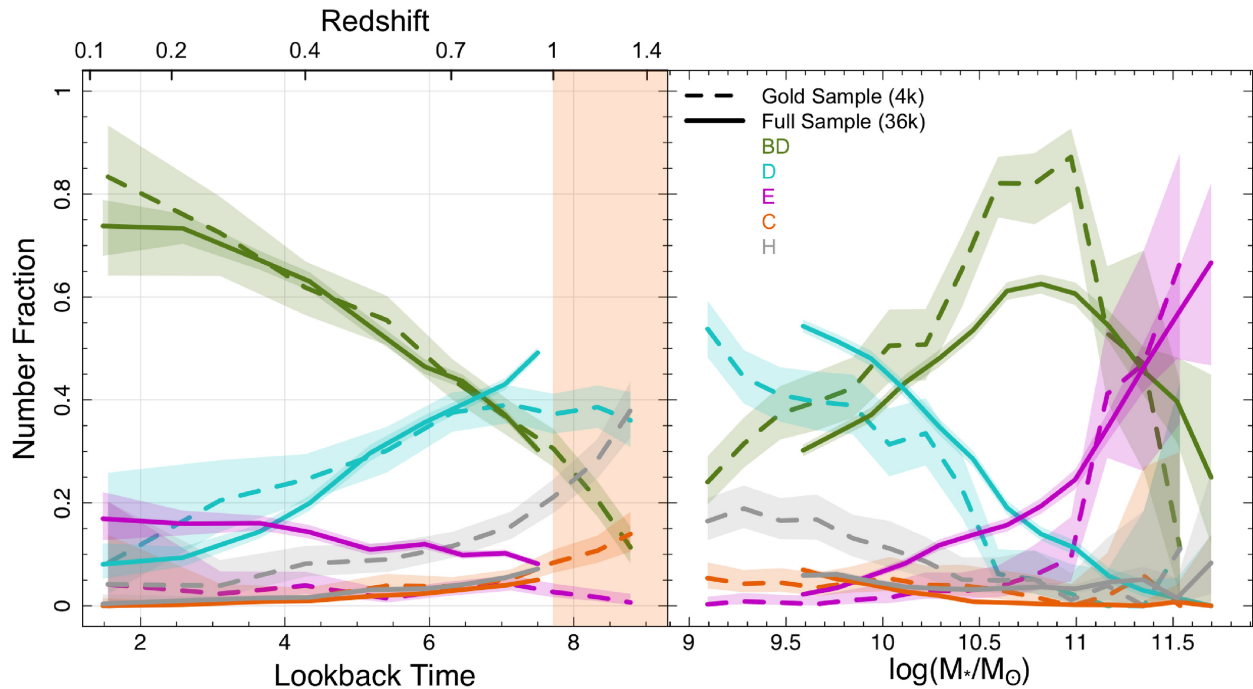 Redshift
0.1 0.2 0.4 0.7 1 1.4
Number Fraction
1
0.8
0.6
0.4
0.2
0
2 4 6 8
Lookback Time
Gold Sample (4k)
Full Sample (36k)
BD
D
E
C
H
9 9.5 10 10.5 11 11.5
log(M*/M☉)